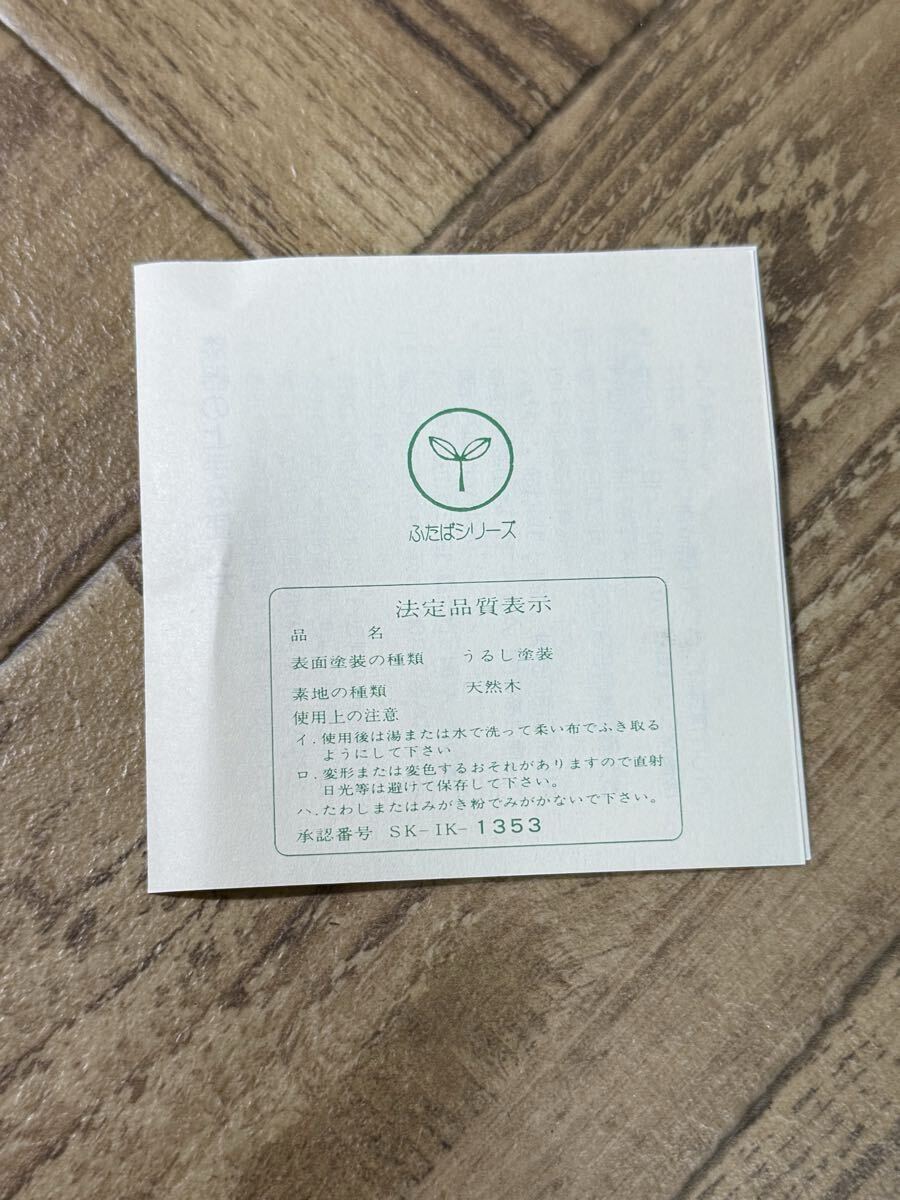 ふたばシリーズ
法定品質表示
品　　名
表面塗装の種類　うるし塗装
素地の種類　天然木
使用上の注意
イ．使用後は湯または水で洗って柔い布でふき取る
ようにして下さい
ロ．変形または変色するおそれがありますので直射
日光等は避けて保存して下さい。
ハ．たわしまたはみがき粉でみがかないで下さい。
承認番号　SK-IK-1353